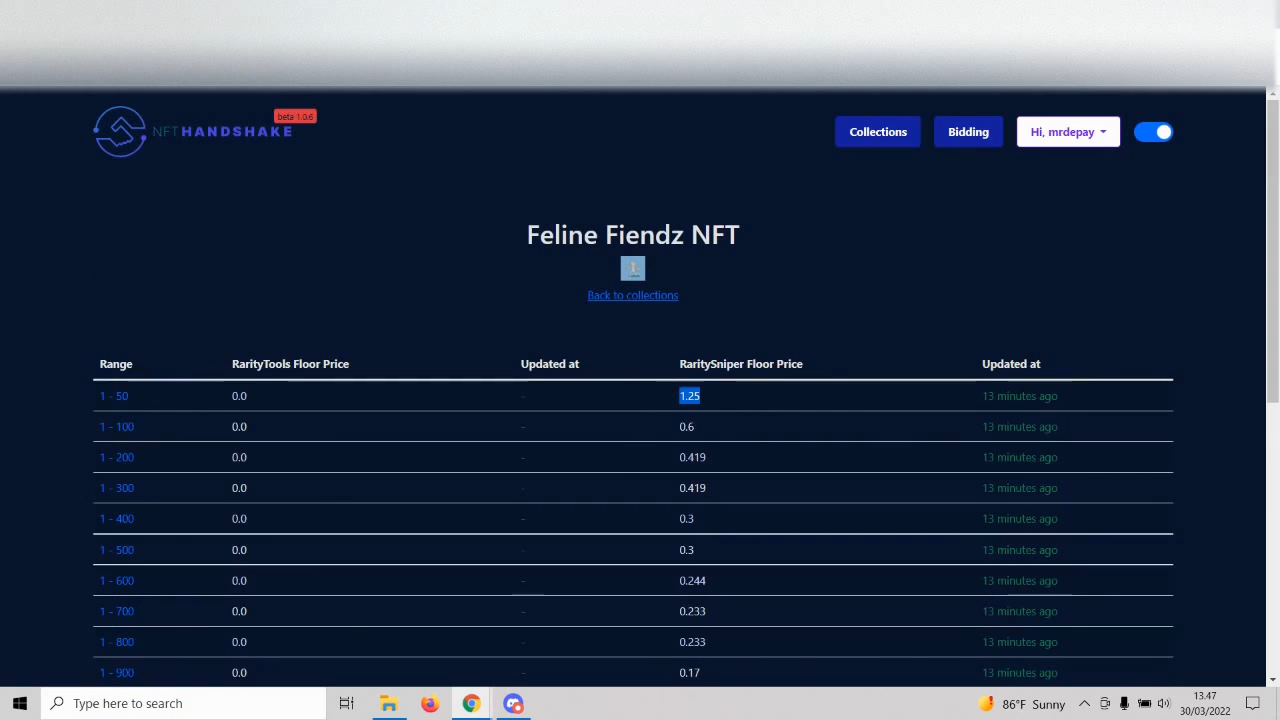 beta 1.0.6
NFTHANDSHAKE
Collections
Bidding
Hi, mrdepay
Feline Fiendz NFT
Back to collections
Range RarityTools Floor Price Updated at RaritySniper Floor Price Updated at
1 - 50 0.0 - 1.25 13 minutes ago
1 - 100 0.0 - 0.6 13 minutes ago
1 - 200 0.0 - 0.419 13 minutes ago
1 - 300 0.0 - 0.419 13 minutes ago
1 - 400 0.0 - 0.3 13 minutes ago
1 - 500 0.0 - 0.3 13 minutes ago
1 - 600 0.0 - 0.244 13 minutes ago
1 - 700 0.0 - 0.233 13 minutes ago
1 - 800 0.0 - 0.233 13 minutes ago
1 - 900 0.0 - 0.17 13 minutes ago
Type here to search
86°F Sunny
13.47
30/03/2022